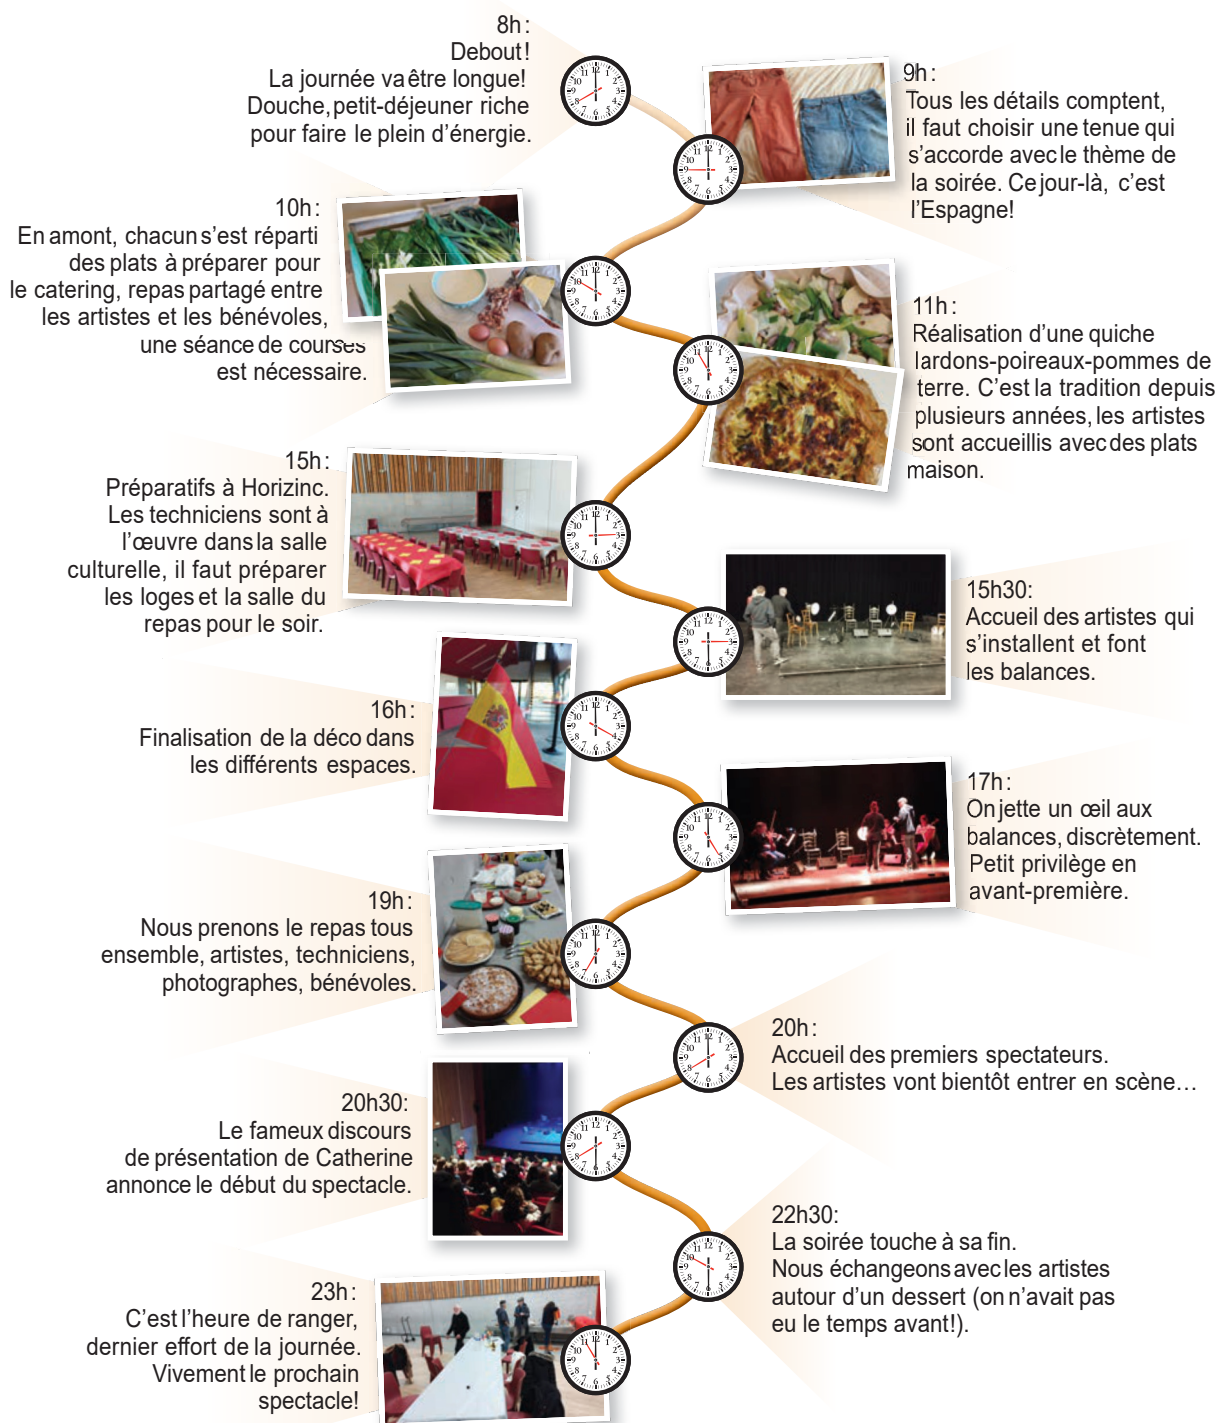 8h :
Debout !
La journée va être longue !
Douche, petit-déjeuner riche
pour faire le plein d'énergie.
9h :
Tous les détails comptent,
il faut choisir une tenue qui
s'accorde avec le thème de
la soirée. Ce jour-là, c'est
l'Espagne !
10h :
En amont, chacun s'est réparti
des plats à préparer pour
le catering, repas partagé entre
les artistes et les bénévoles,
une séance de courses
est nécessaire.
11h :
Réalisation d'une quiche
lardons-poireaux-pommes de
terre. C'est la tradition depuis
plusieurs années, les artistes
sont accueillis avec des plats
maison.
15h :
Préparatifs à Horizinc.
Les techniciens sont à
l'œuvre dans la salle
culturelle, il faut préparer
les loges et la salle du
repas pour le soir.
15h30 :
Accueil des artistes qui
s'installent et font
les balances.
16h :
Finalisation de la déco dans
les différents espaces.
17h :
On jette un œil aux
balances, discrètement.
Petit privilège en
avant-première.
19h :
Nous prenons le repas tous
ensemble, artistes, techniciens,
photographes, bénévoles.
20h :
Accueil des premiers spectateurs.
Les artistes vont bientôt entrer en scène…
20h30 :
Le fameux discours
de présentation de Catherine
annonce le début du spectacle.
22h30 :
La soirée touche à sa fin.
Nous échangeons avec les artistes
autour d'un dessert (on n'avait pas
eu le temps avant !).
23h :
C'est l'heure de ranger,
dernier effort de la journée.
Vivement le prochain
spectacle !